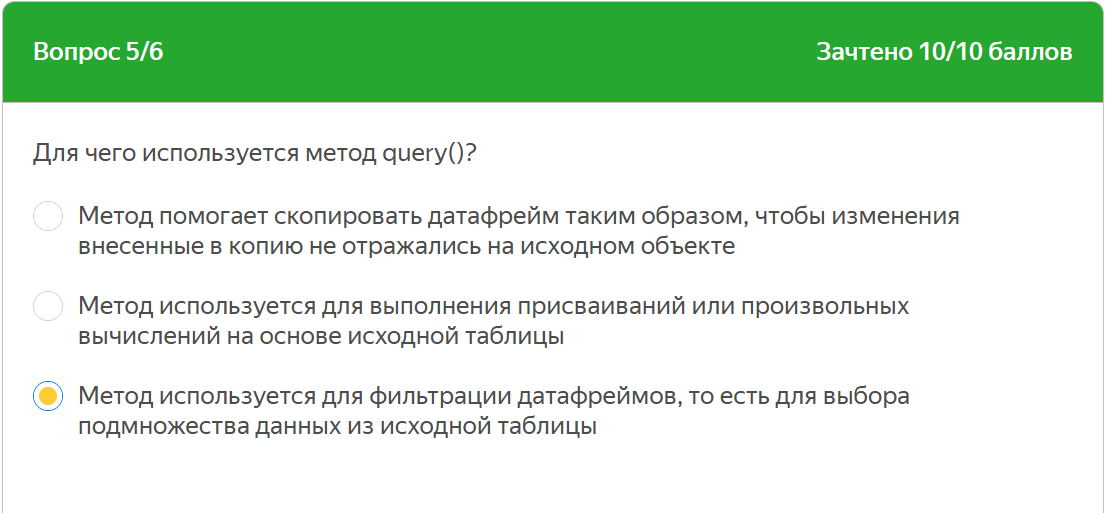 Вопрос 5/6
Зачтено 10/10 баллов
Для чего используется метод query()?
Метод помогает скопировать датафрейм таким образом, чтобы изменения
внесенные в копию не отражались на исходном объекте
Метод используется для выполнения присваиваний или произвольных
вычислений на основе исходной таблицы
Метод используется для фильтрации датафреймов, то есть для выбора
подмножества данных из исходной таблицы